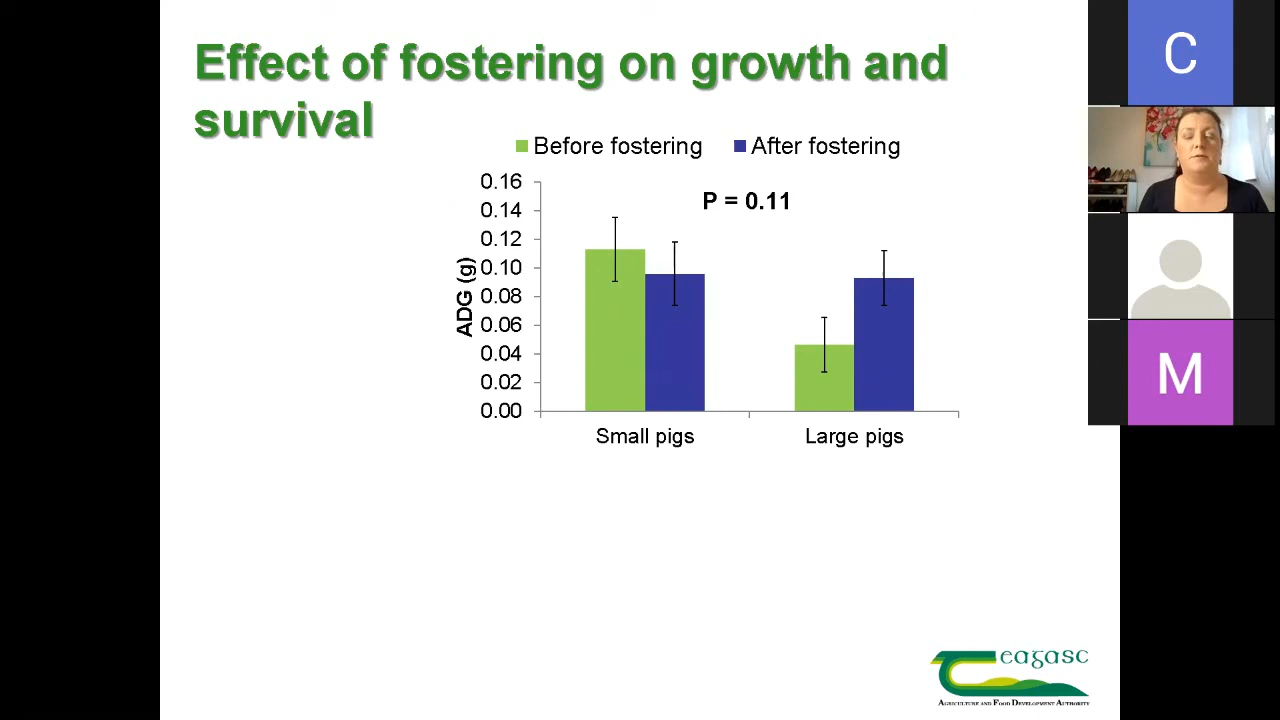 Effect of fostering on growth and
survival
Before fostering After fostering
P = 0.11
ADG (g)
0.16
0.14
0.12
0.10
0.08
0.06
0.04
0.02
0.00
Small pigs Large pigs
eagasc
AGRICULTURE AND FOOD DEVELOPMENT AUTHORITY
C
M